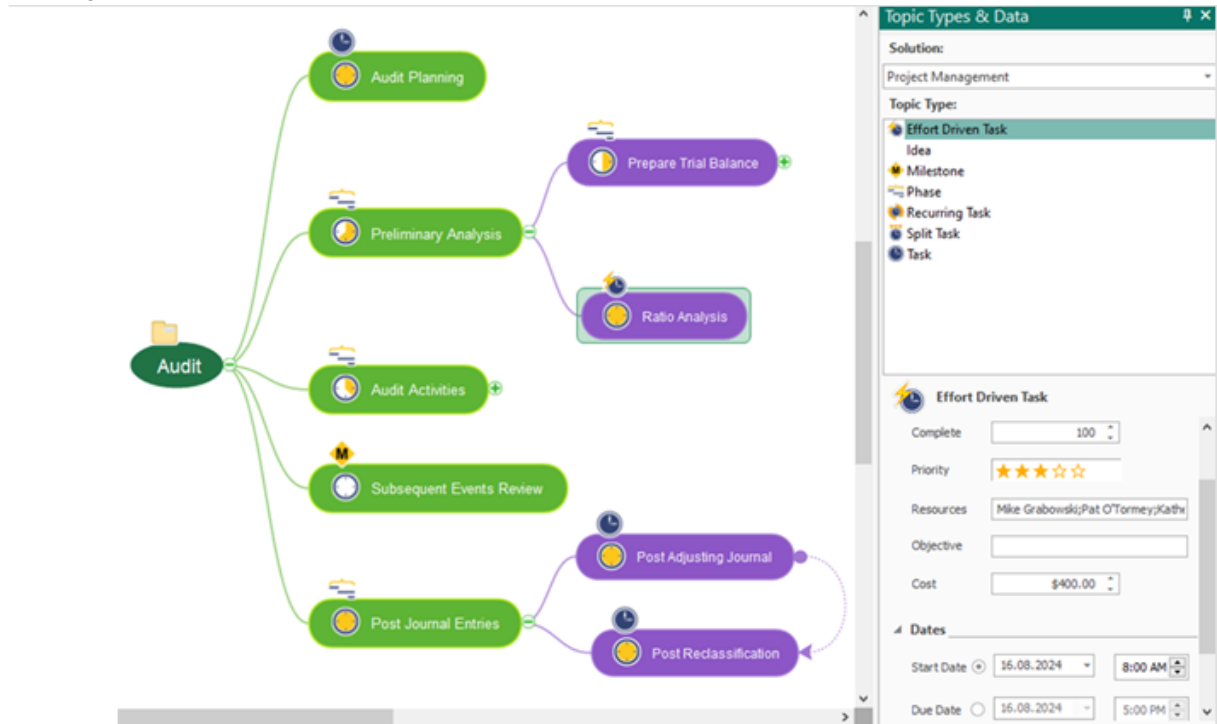 Audit Planning
Prepare Trial Balance
Preliminary Analysis
Ratio Analysis
Audit
Audit Activities
M
Subsequent Events Review
Post Adjusting Journal
Post Journal Entries
Post Reclassification
Topic Types & Data
Solution:
Project Management
Topic Type:
Effort Driven Task
Idea
M Milestone
Phase
Recurring Task
Split Task
Task
Effort Driven Task
Complete 100
Priority
Resources Mike Grabowski;Pat O'Tormey;Kathe
Objective
Cost $400.00
Dates
Start Date 16.08.2024 8:00 AM
Due Date 16.08.2024 5:00 PM